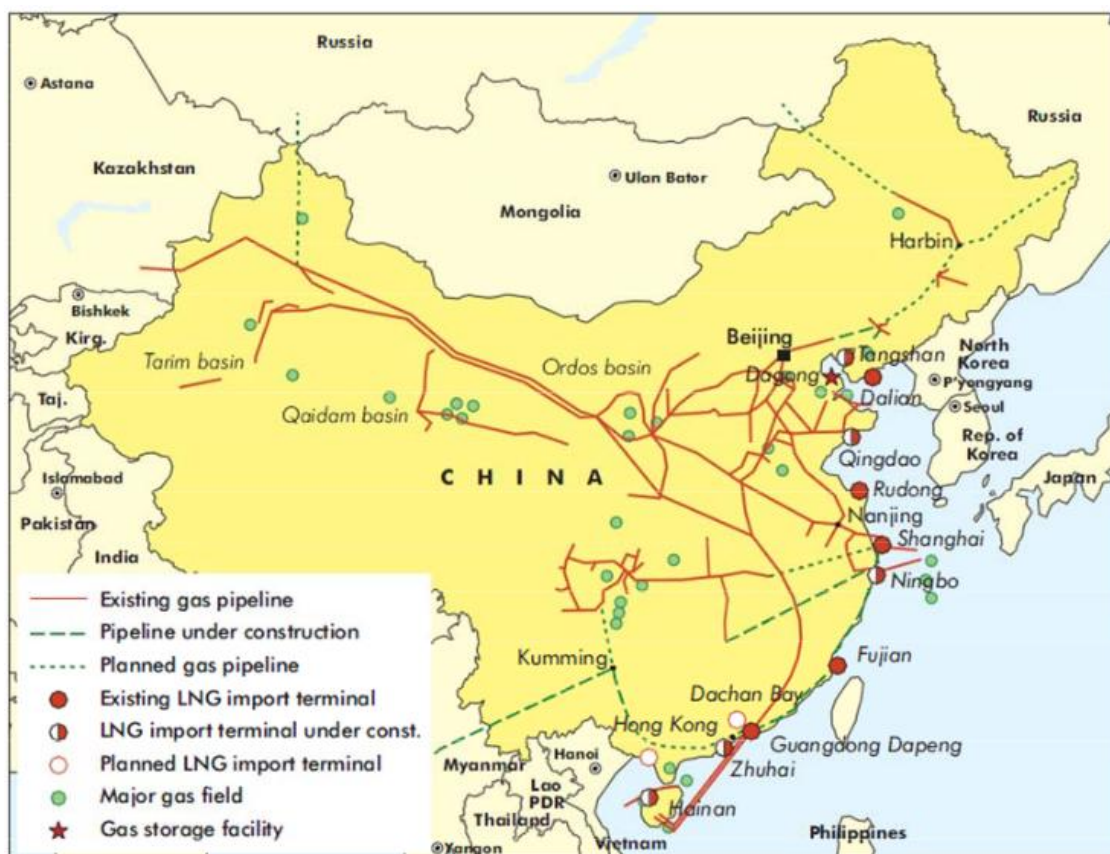 Russia
Astana
Russia
Kazakhstan
Ulan Bator
Mongolia
Harbin
Bishkek
Kirg.
Beijing
Tangshan
North
Korea
Tarim basin
Ordos basin
Dagong
P'yongyang
Dalian
Taj.
Qaidam basin
Seoul
Rep. of
Korea
Qingdao
Islamabad
CHINA
Japan
Rudong
Pakistan
Nanjing
Shanghai
India
Ningbo
Existing gas pipeline
Pipeline under construction
Planned gas pipeline
Existing LNG import terminal
LNG import terminal under const.
Planned LNG import terminal
Major gas field
Gas storage facility
Kumming
Fujian
Dachan Bay
Hong Kong
Guangdong Dapeng
Zhuhai
Myanmar
Hanoi
Lao
PDR
Hainan
Thailand
Vietnam
Philippines
Yangon